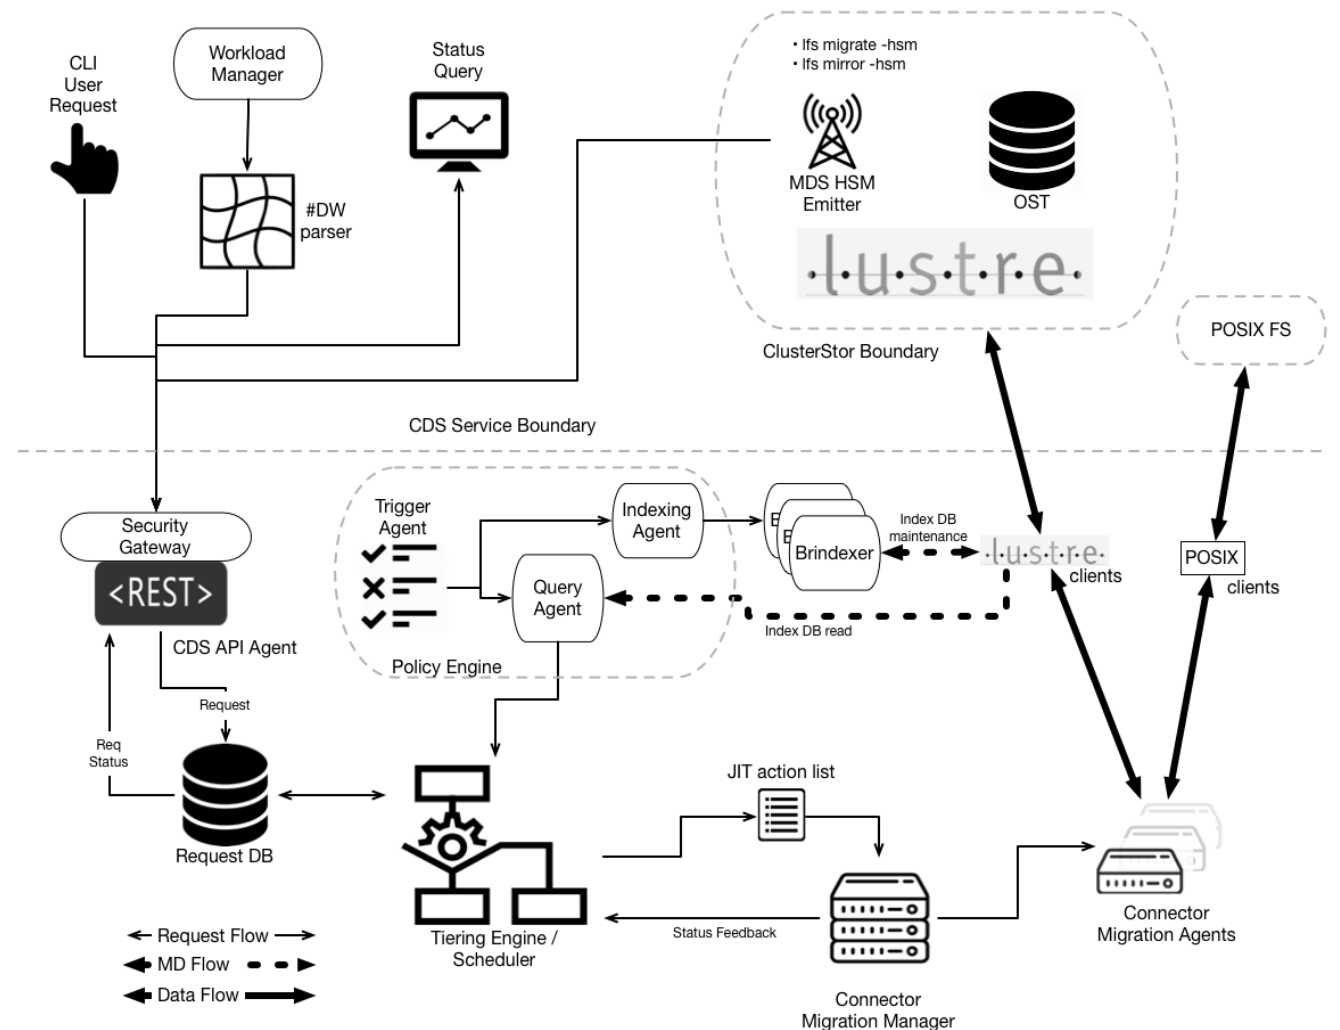 CLI
User
Request
Workload
Manager
Status
Query
#DW
parser
• lfs migrate -hsm
• lfs mirror -hsm
MDS HSM
Emitter
OST
lustre
ClusterStor Boundary
POSIX FS
CDS Service Boundary
Security
Gateway
<REST>
CDS API Agent
Trigger
Agent
Indexing
Agent
Query
Agent
Policy Engine
B
B
Brindexer
Index DB
maintenance
lustre
clients
POSIX
clients
Index DB read
Request
Req
Status
Request DB
JIT action list
Tiering Engine /
Scheduler
Status Feedback
Connector
Migration Manager
Connector
Migration Agents
Request Flow
MD Flow
Data Flow